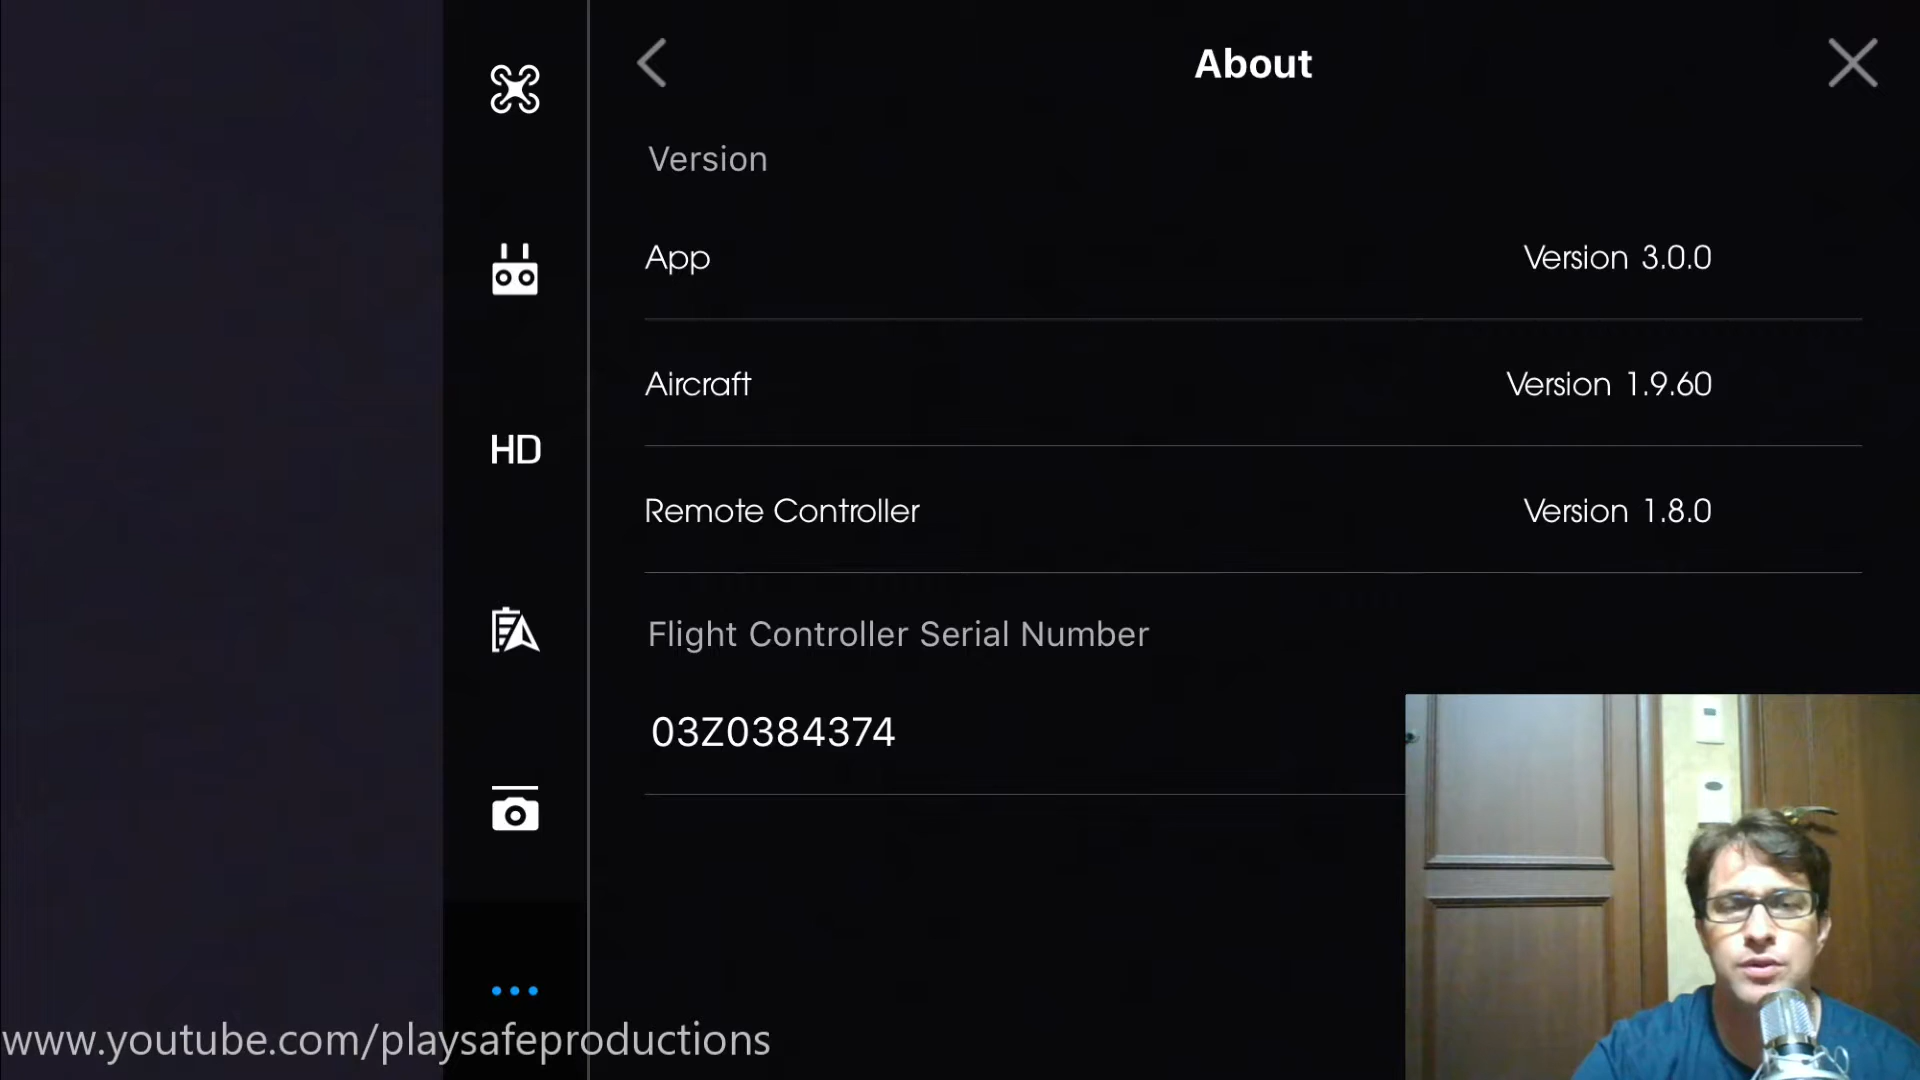 About
Version
App Version 3.0.0
Aircraft Version 1.9.60
HD
Remote Controller Version 1.8.0
Flight Controller Serial Number
03Z0384374
www.youtube.com/playsafeproductions